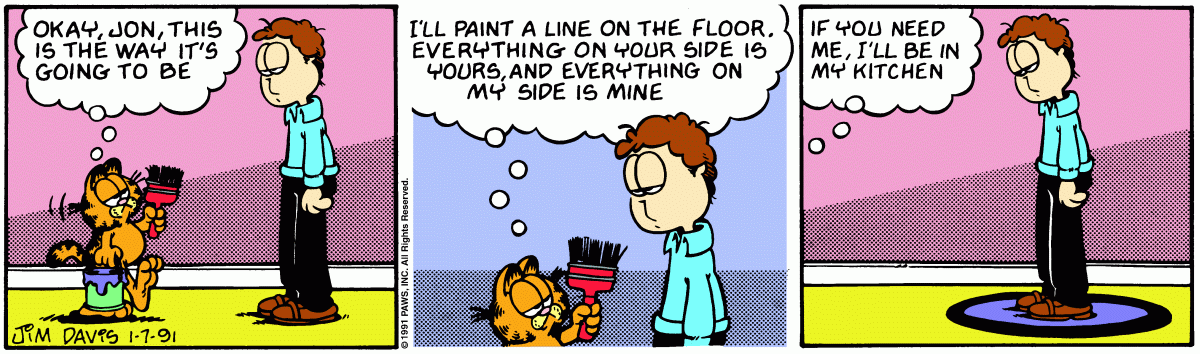 OKAY, JON, THIS
IS THE WAY IT'S
GOING TO BE
JIM DAVIS 1-7-91
I'LL PAINT A LINE ON THE FLOOR.
EVERYTHING ON YOUR SIDE IS
YOURS, AND EVERYTHING ON
MY SIDE IS MINE
© 1991 PAWS, INC. All Rights Reserved.
IF YOU NEED
ME, I'LL BE IN
MY KITCHEN